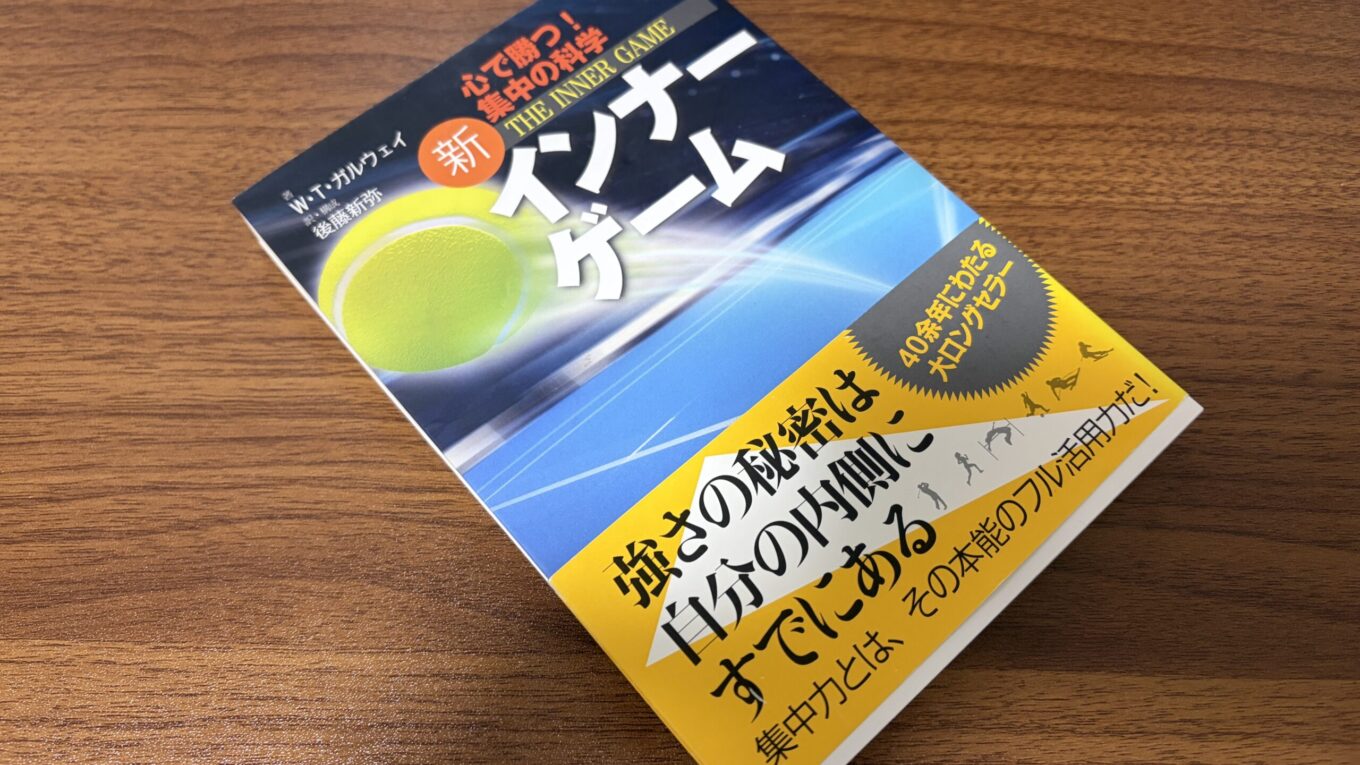 心で勝つ！
集中の科学
THE INNER GAME
新
インナー
ゲーム
著
W・T・ガルウェイ
訳・構成
後藤新弥
40余年にわたる
大ロングセラー
強さの秘密は
自分の内側に
すでにある
集中力とは、その本能のフル活用力だ！